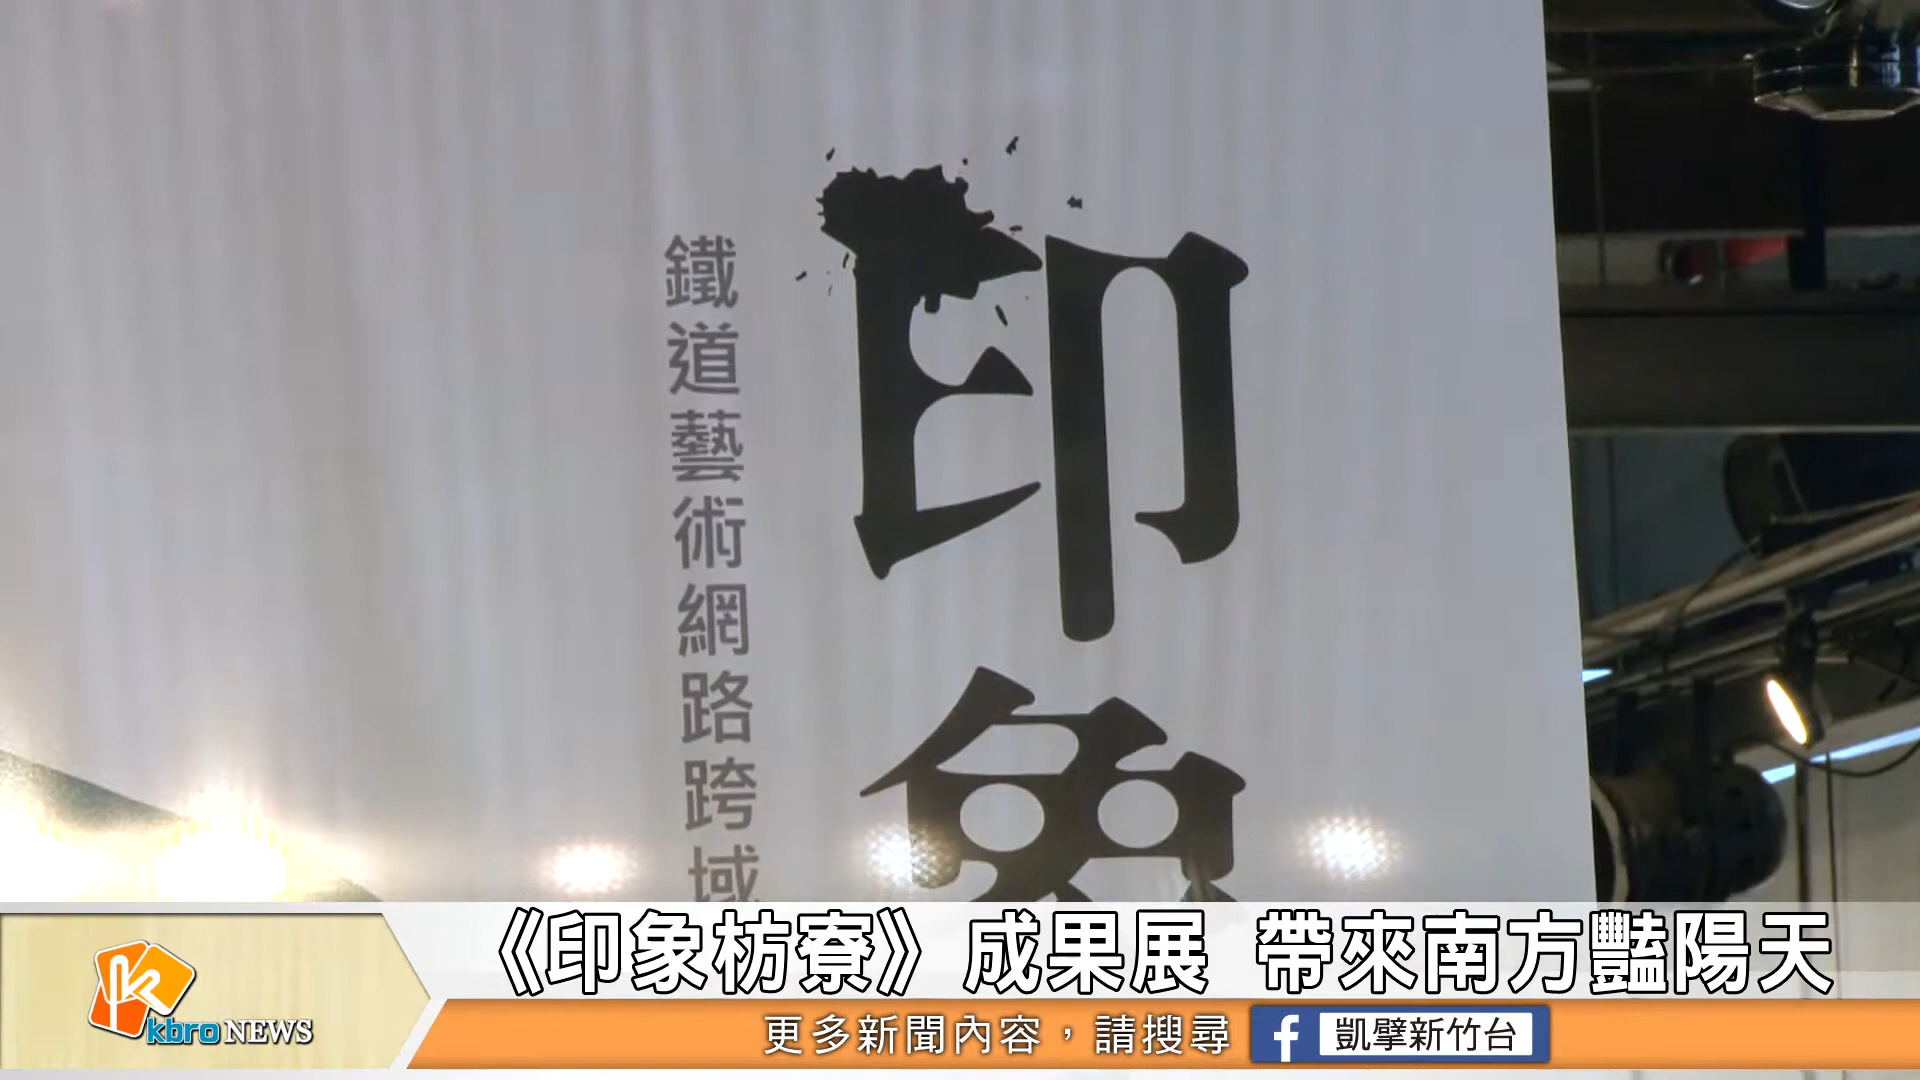 印象
鐵道藝術網路跨域
《印象枋寮》成果展 帶來南方豔陽天
kbro NEWS
更多新聞內容，請搜尋 f 凱擘新竹台